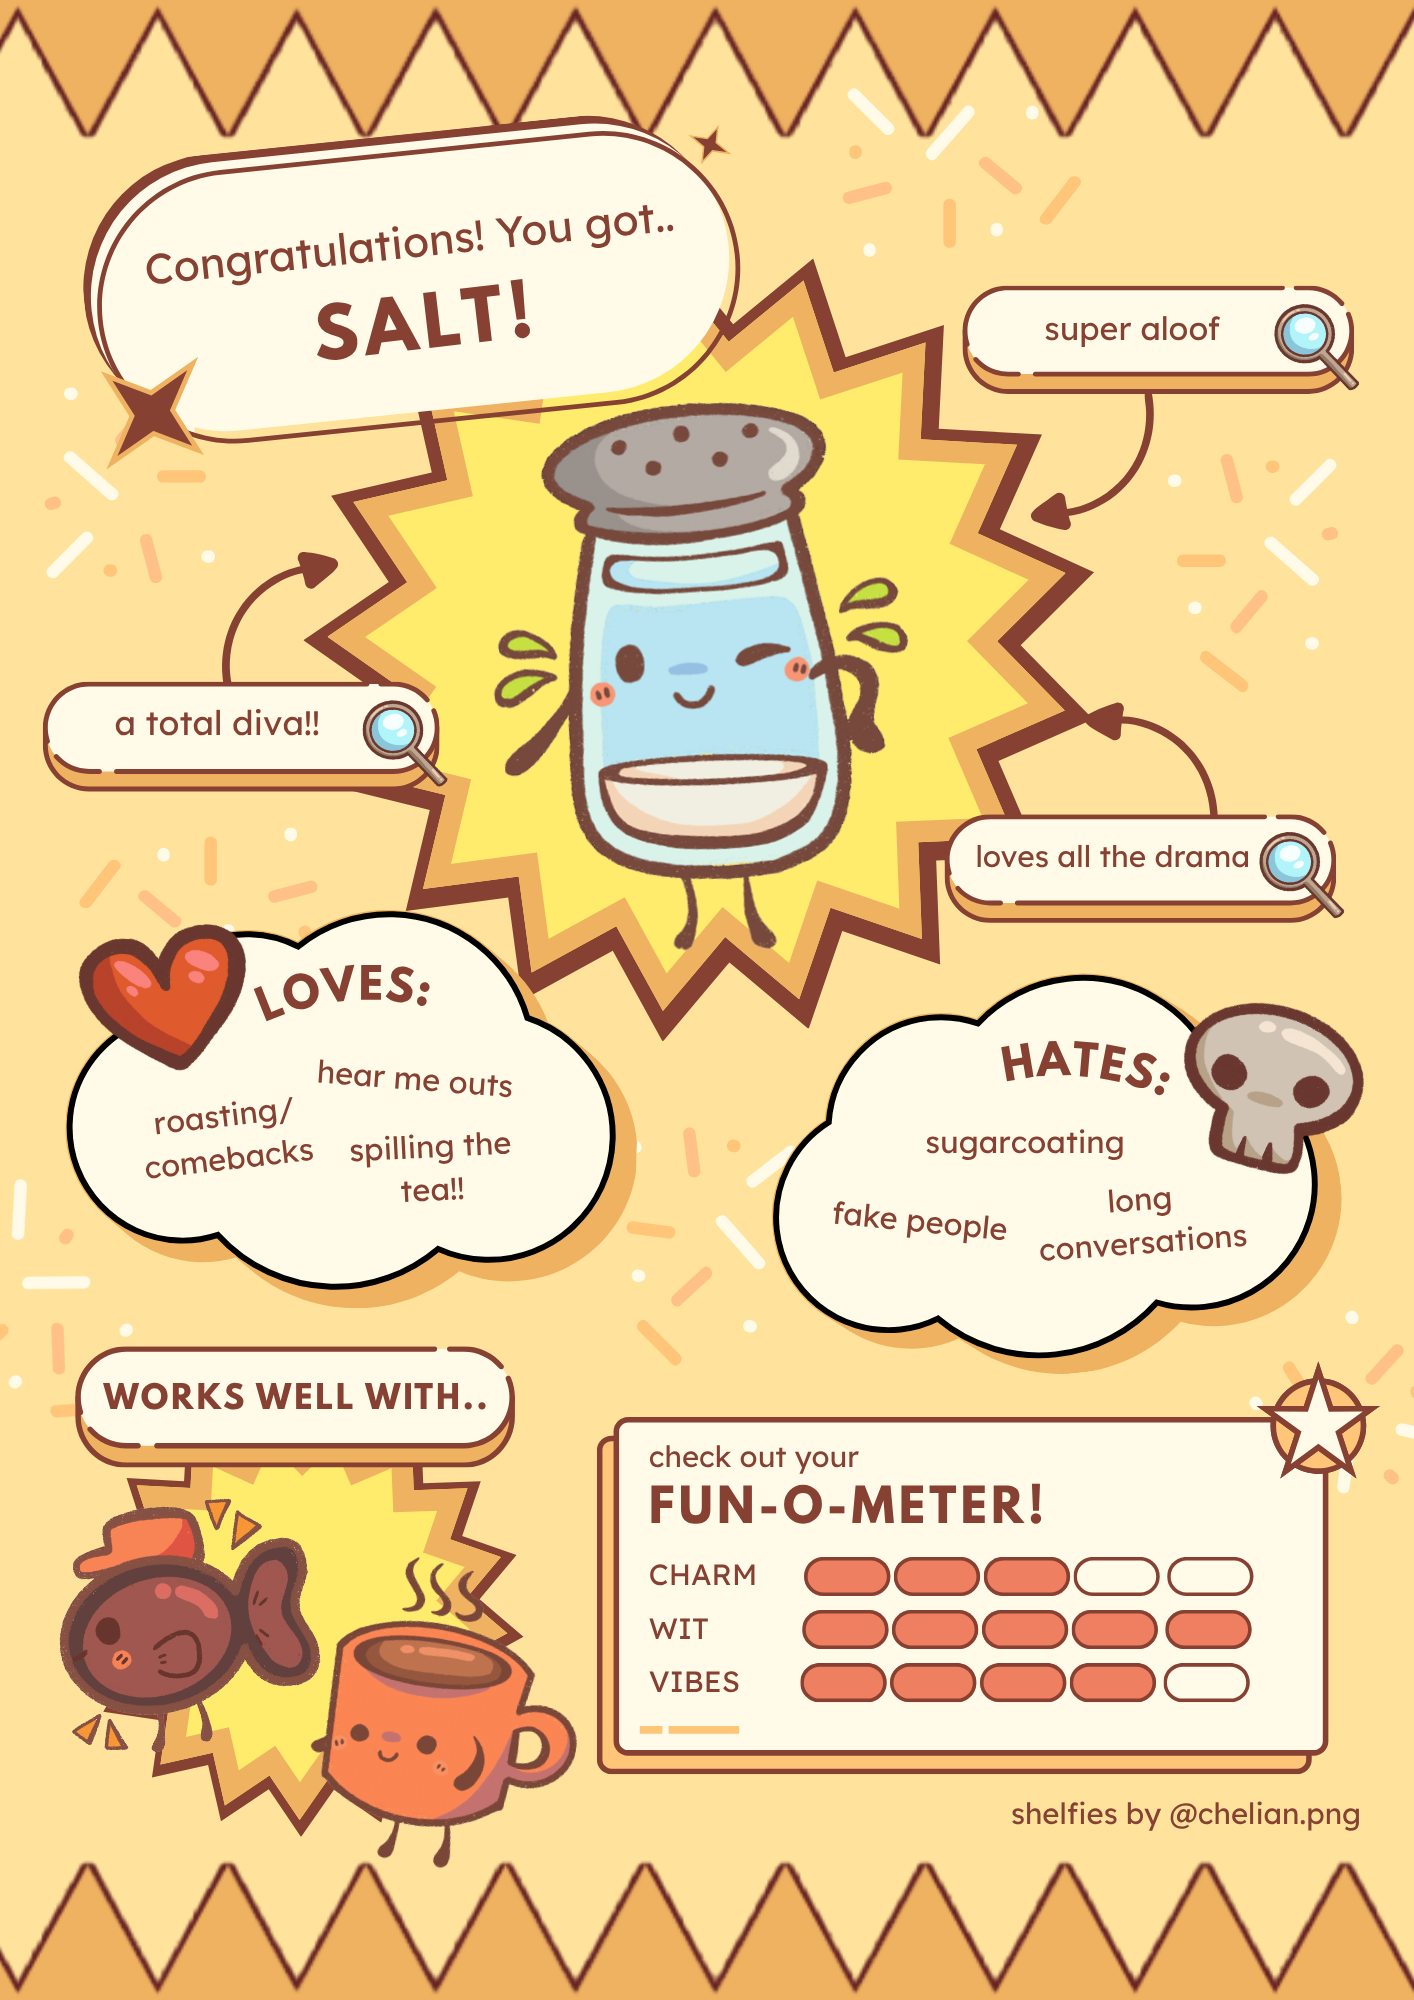 Congratulations! You got..
SALT!
super aloof
a total diva!!
loves all the drama
LOVES:
hear me outs
roasting/
comebacks
spilling the
tea!!
HATES:
sugarcoating
fake people
long
conversations
WORKS WELL WITH..
check out your
FUN-O-METER!
CHARM
WIT
VIBES
shelfies by @chelian.png